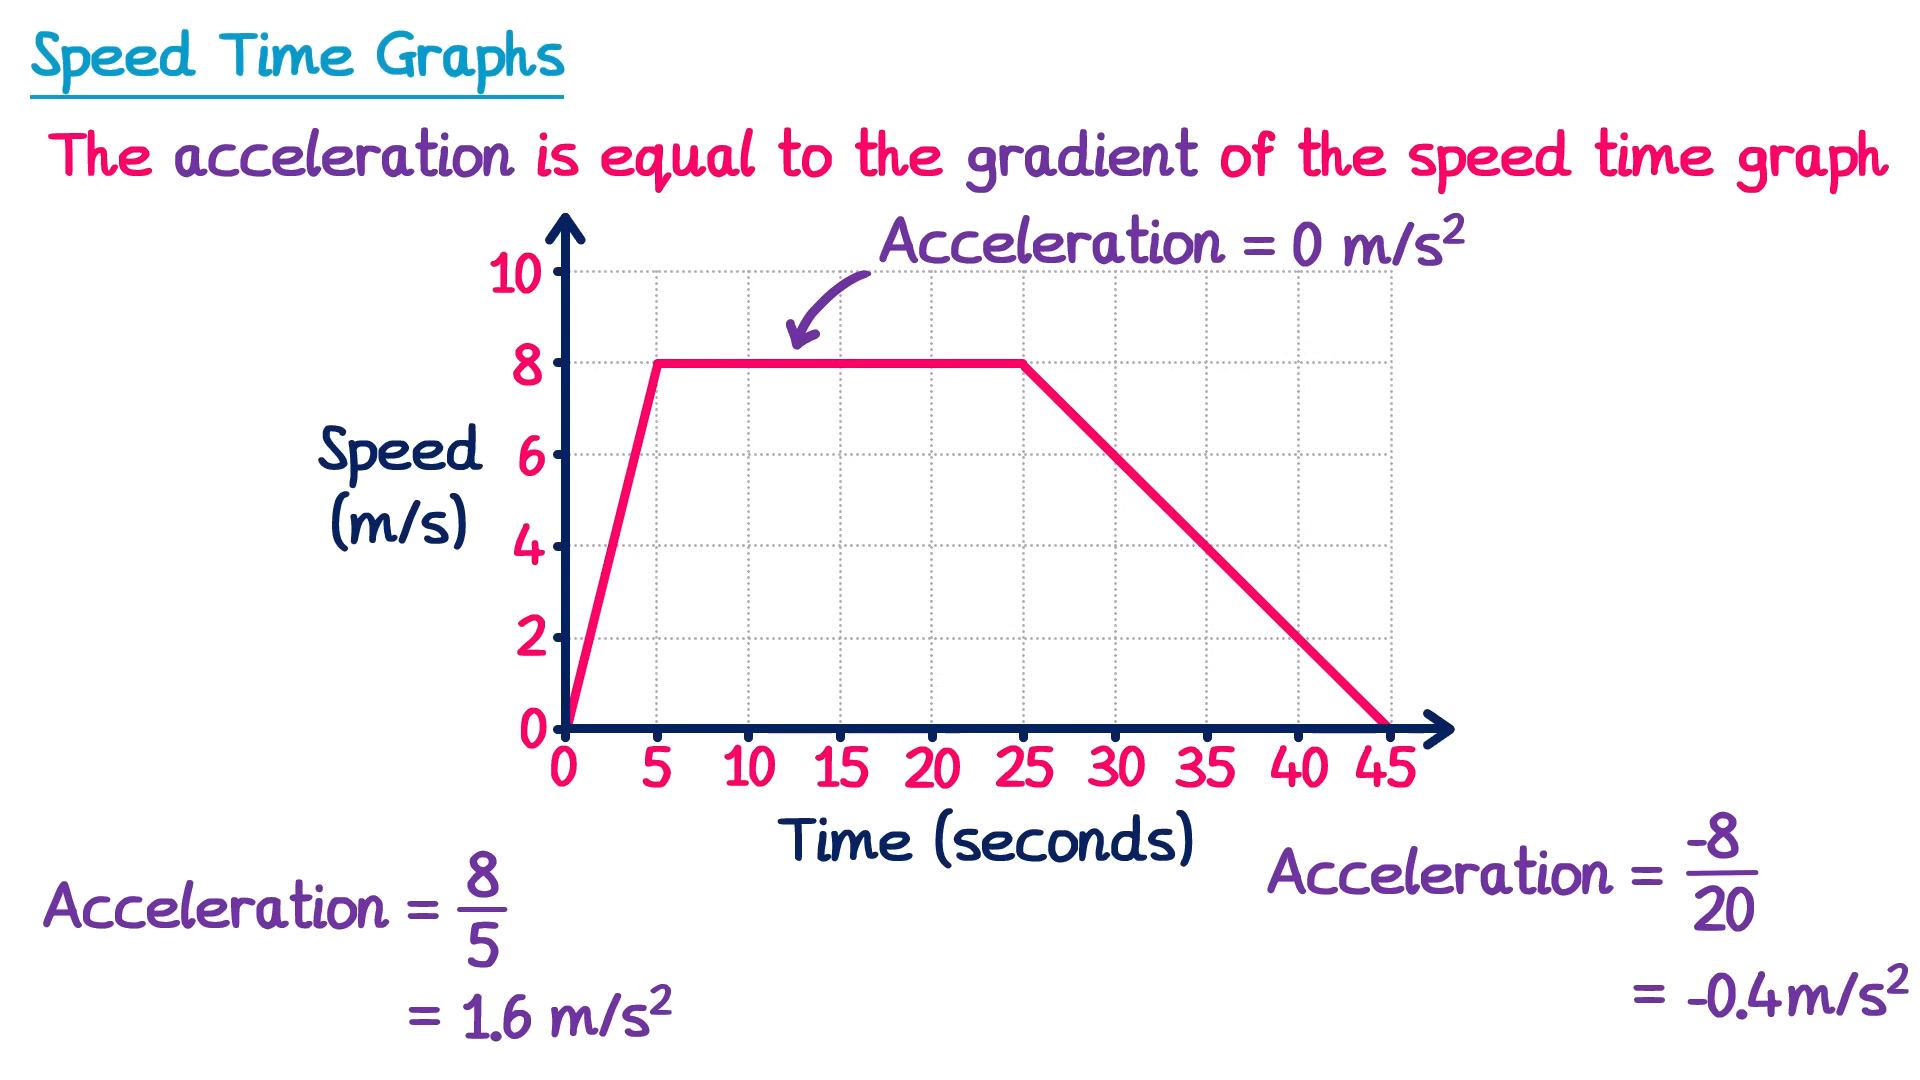 Speed Time Graphs
The acceleration is equal to the gradient of the speed time graph
Acceleration = 0 m/s²
10
8
6
4
2
0
Speed
(m/s)
0 5 10 15 20 25 30 35 40 45
Time (seconds)
Acceleration = 8/5
= 1.6 m/s²
Acceleration = -8/20
= -0.4m/s²